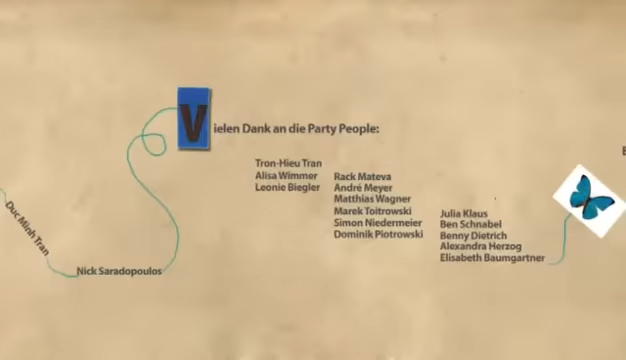 Vielen Dank an die Party People:
Tron-Hieu Tran
Alisa Wimmer
Leonie Biegler
Rack Mateva
André Meyer
Matthias Wagner
Marek Toitrowski
Simon Niedermeier
Dominik Piotrowski
Julia Klaus
Ben Schnabel
Benny Dietrich
Alexandra Herzog
Elisabeth Baumgartner
Duc Minh Tran
Nick Saradopoulos